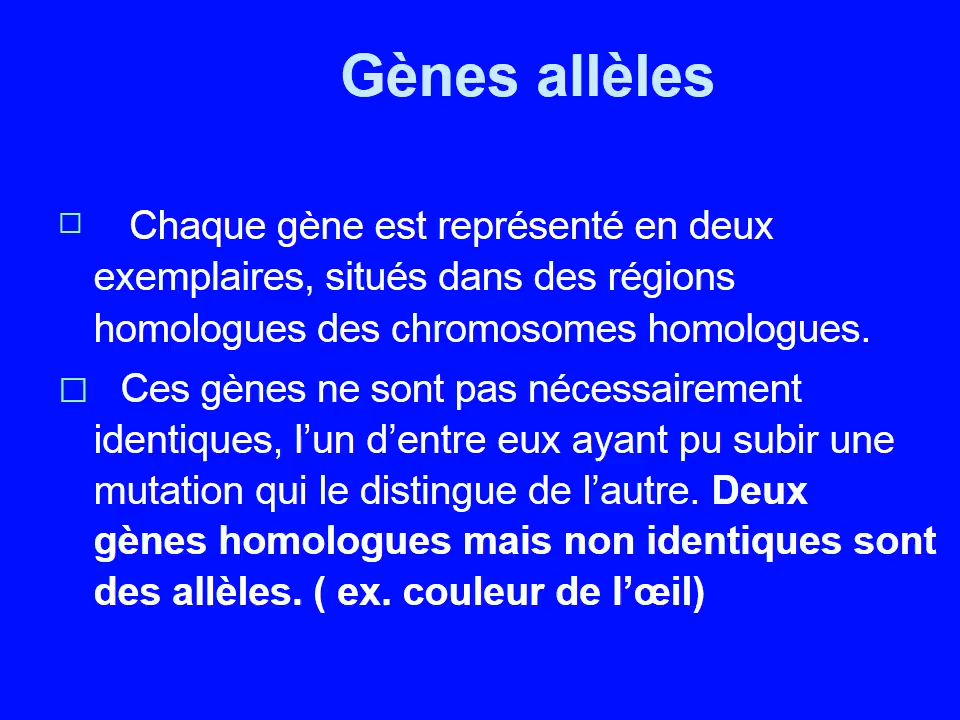 Gènes allèles
□ Chaque gène est représenté en deux
exemplaires, situés dans des régions
homologues des chromosomes homologues.
□ Ces gènes ne sont pas nécessairement
identiques, l’un d’entre eux ayant pu subir une
mutation qui le distingue de l’autre. Deux
gènes homologues mais non identiques sont
des allèles. ( ex. couleur de l’œil)